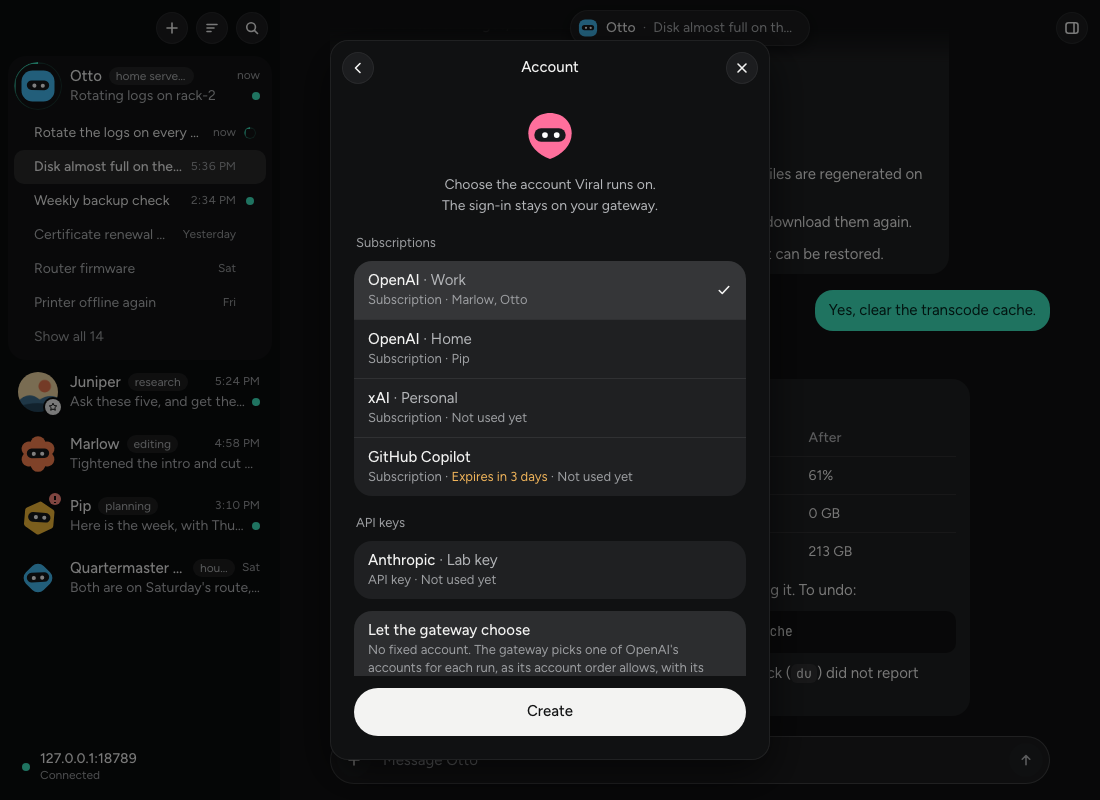 Otto
home serve...
now
Rotating logs on rack-2
Rotate the logs on every ...
now
Disk almost full on the...
5:36 PM
Weekly backup check
2:34 PM
Certificate renewal ...
Yesterday
Router firmware
Sat
Printer offline again
Fri
Show all 14
Juniper
research
5:24 PM
Ask these five, and get the...
Marlow
editing
4:58 PM
Tightened the intro and cut ...
Pip
planning
3:10 PM
Here is the week, with Thu...
Quartermaster ...
hou...
Sat
Both are on Saturday's route,...
127.0.0.1:18789
Connected
Otto · Disk almost full on th...
Account
Choose the account Viral runs on.
The sign-in stays on your gateway.
Subscriptions
OpenAI · Work
Subscription · Marlow, Otto
OpenAI · Home
Subscription · Pip
xAI · Personal
Subscription · Not used yet
GitHub Copilot
Subscription · Expires in 3 days · Not used yet
API keys
Anthropic · Lab key
API key · Not used yet
Let the gateway choose
No fixed account. The gateway picks one of OpenAI's
accounts for each run, as its account order allows, with its
Create
are regenerated on
download them again.
can be restored.
Yes, clear the transcode cache.
After
61%
0 GB
213 GB
it. To undo:
(du) did not report
Message Otto